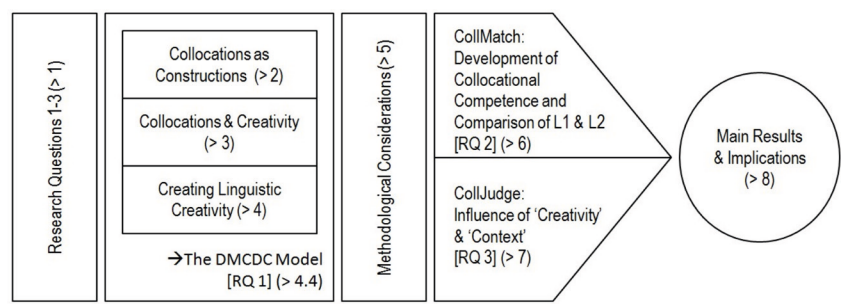 Research Questions 1-3 (> 1)
Collocations as
Constructions (> 2)
Collocations & Creativity
(> 3)
Creating Linguistic
Creativity (> 4)
→The DMCDC Model
[RQ 1] (> 4.4)
Methodological Considerations (> 5)
CollMatch:
Development of
Collocational
Competence and
Comparison of L1 & L2
[RQ 2] (> 6)
CollJudge:
Influence of ‘Creativity’
& ‘Context’
[RQ 3] (> 7)
Main Results
& Implications
(> 8)